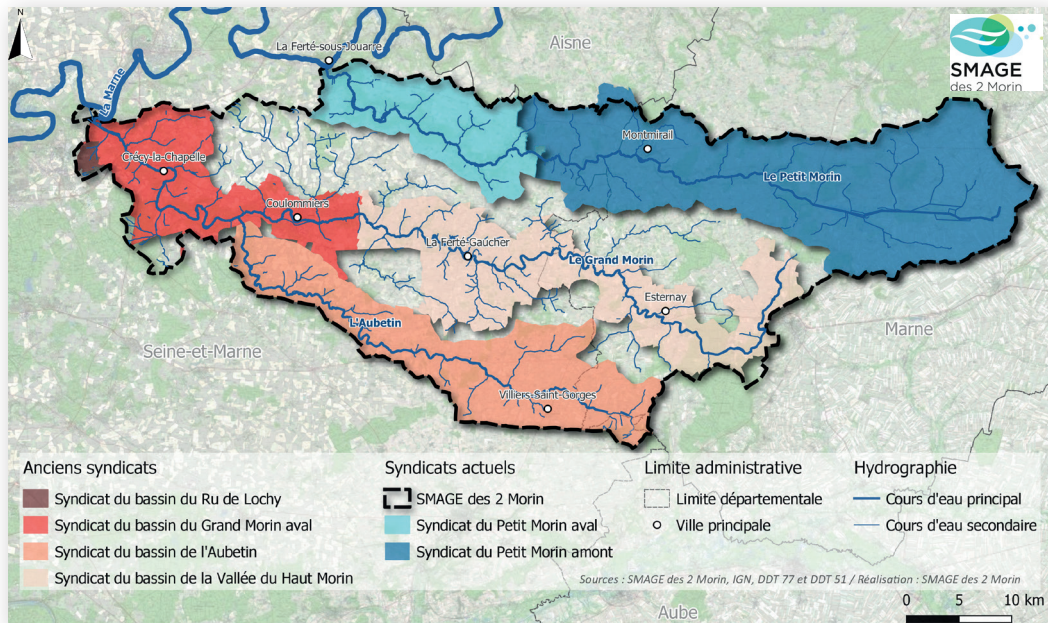 N
La Ferté-sous-Jouarre
Aisne
SMAGE
des 2 Morin
La Marne
Crécy-la-Chapelle
Montmirail
Le Petit Morin
Coulommiers
La Ferté-Gaucher
Le Grand Morin
Esternay
L'Aubetin
Marne
Seine-et-Marne
Villiers-Saint-Gorges
Anciens syndicats
Syndicat du bassin du Ru de Lochy
Syndicat du bassin du Grand Morin aval
Syndicat du bassin de l'Aubetin
Syndicat du bassin de la Vallée du Haut Morin
Syndicats actuels
SMAGE des 2 Morin
Syndicat du Petit Morin aval
Syndicat du Petit Morin amont
Limite administrative
Limite départementale
Ville principale
Hydrographie
Cours d'eau principal
Cours d'eau secondaire
Sources : SMAGE des 2 Morin, IGN, DDT 77 et DDT 51 / Réalisation : SMAGE des 2 Morin
Aube
0 5 10 km